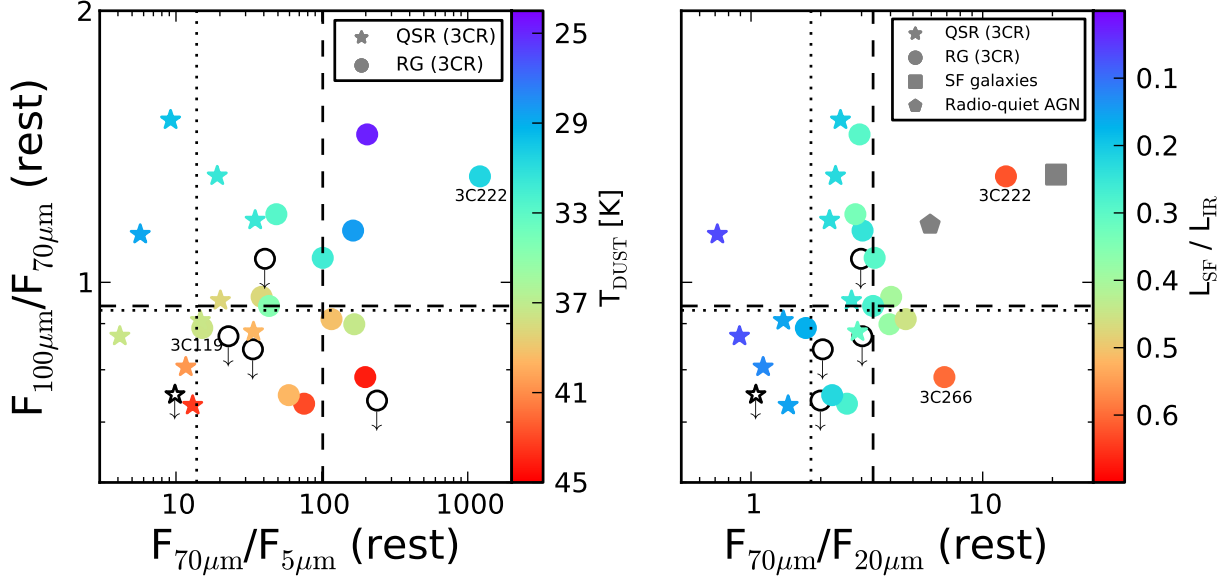 2
1
F100μm/F70μm (rest)
QSR (3CR)
RG (3CR)
3C222
3C119
10
100
1000
F70μm/F5μm (rest)
25
29
33
37
41
45
TDUST [K]
QSR (3CR)
RG (3CR)
SF galaxies
Radio-quiet AGN
3C222
3C266
1
10
F70μm/F20μm (rest)
0.1
0.2
0.3
0.4
0.5
0.6
LSF / LIR